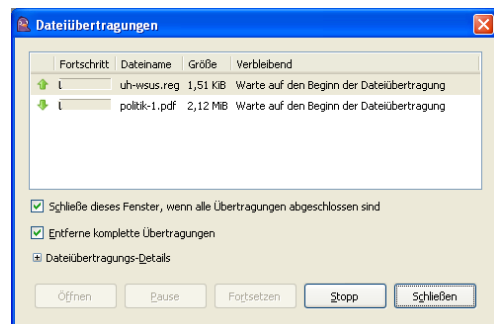 Dateiübertragungen
Fortschritt Dateiname Größe Verbleibend
uh-wsus.reg 1,51 KiB Warte auf den Beginn der Dateiübertragung
politik-1.pdf 2,12 MiB Warte auf den Beginn der Dateiübertragung
Schließe dieses Fenster, wenn alle Übertragungen abgeschlossen sind
Entferne komplette Übertragungen
Dateiübertragungs-Details
Öffnen Pause Fortsetzen Stopp Schließen